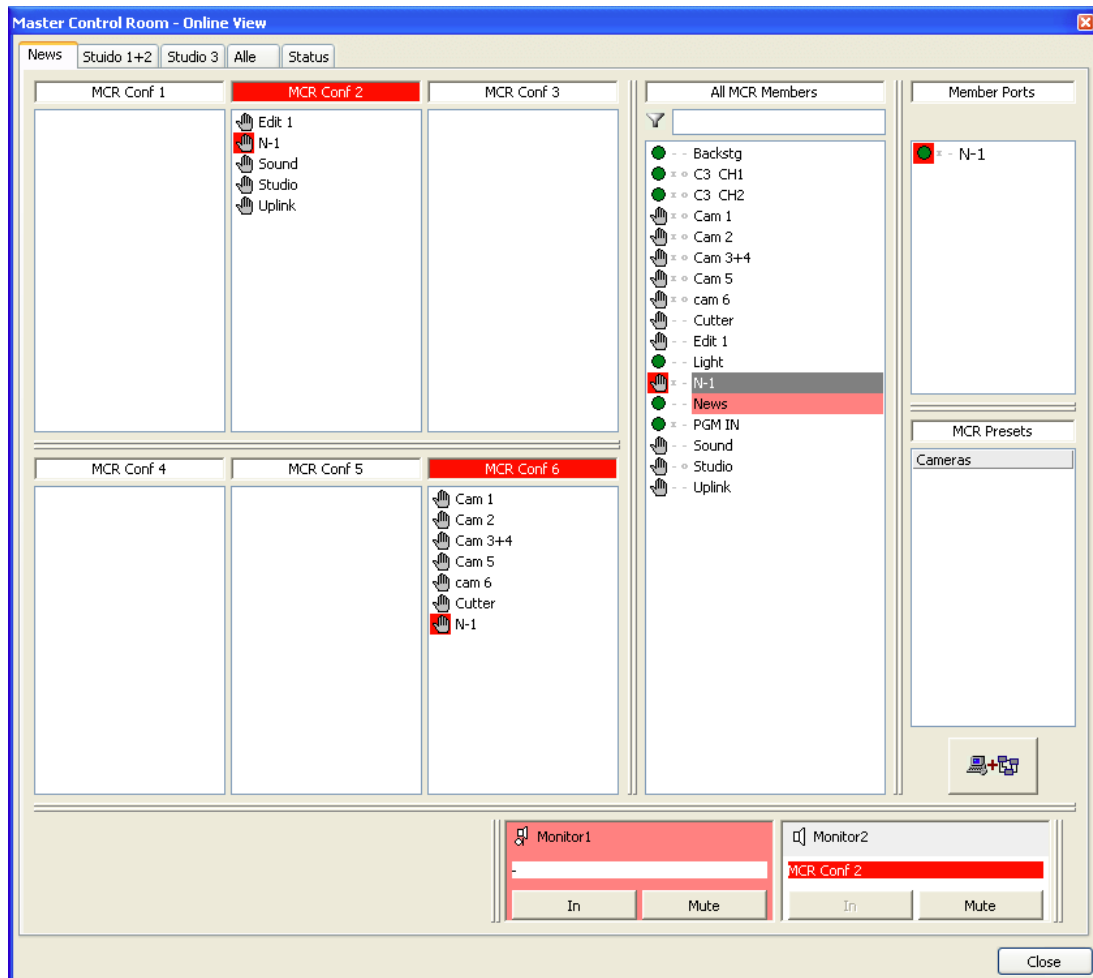 Master Control Room - Online View
News Stuido 1+2 Studio 3 Alle Status
MCR Conf 1
MCR Conf 2
Edit 1
N-1
Sound
Studio
Uplink
MCR Conf 3
MCR Conf 4
MCR Conf 5
MCR Conf 6
Cam 1
Cam 2
Cam 3+4
Cam 5
cam 6
Cutter
N-1
All MCR Members
- - Backstg
x o C3 CH1
x o C3 CH2
x o Cam 1
x o Cam 2
x o Cam 3+4
x o Cam 5
x o cam 6
- - Cutter
- - Edit 1
- - Light
x - N-1
- - News
x - PGM IN
- - Sound
- o Studio
- - Uplink
Member Ports
x - N-1
MCR Presets
Cameras
Monitor1
-
In Mute
Monitor2
MCR Conf 2
In Mute
Close